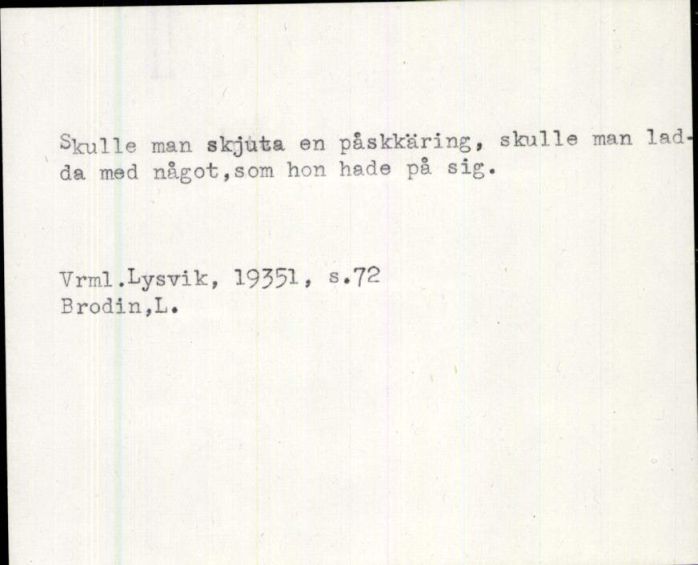 Skulle man skjuta en påskkäring, skulle man lad-
da med något,som hon hade på sig.
Vrml.Lysvik, 19351, s.72
Brodin,L.